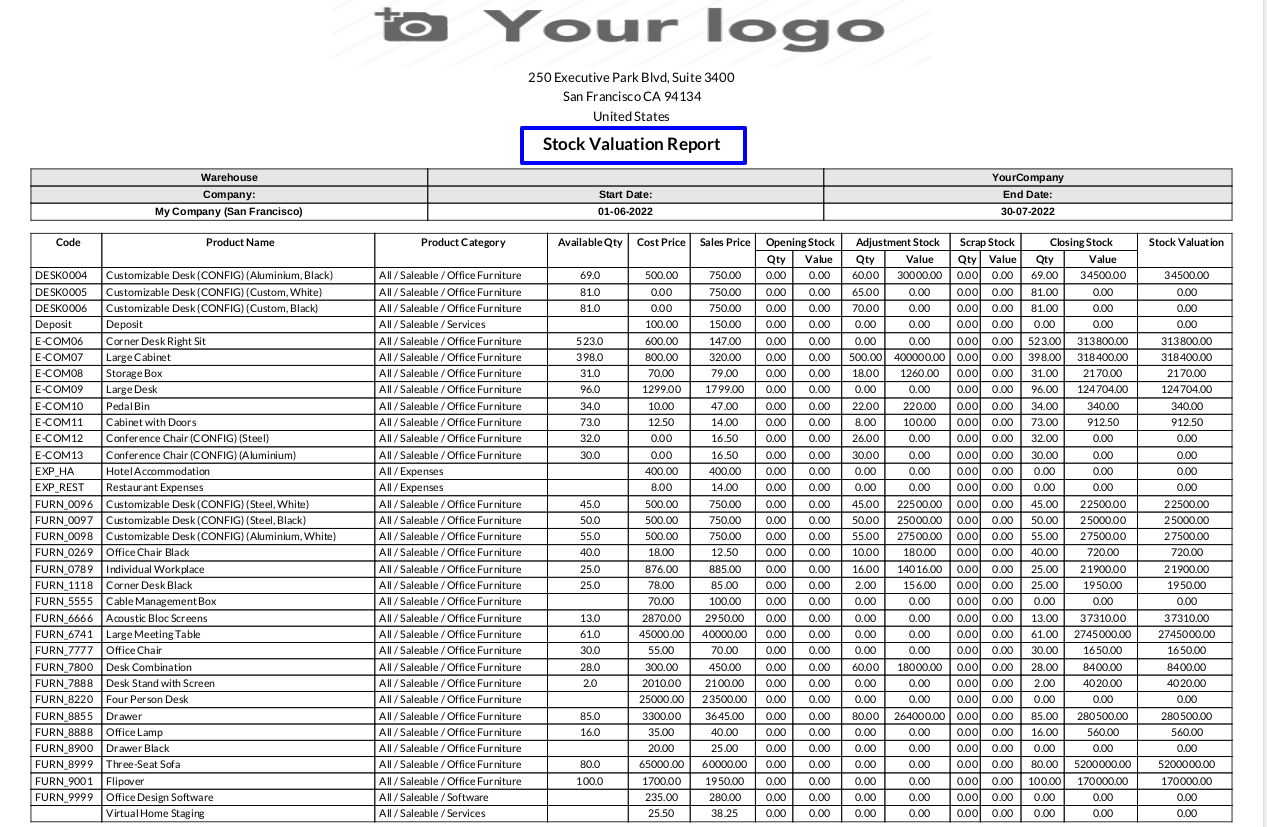 Your logo
250 Executive Park Blvd, Suite 3400
San Francisco CA 94134
United States
Stock Valuation Report
Warehouse YourCompany
Company: Start Date: End Date:
My Company (San Francisco) 01-06-2022 30-07-2022
Code Product Name Product Category Available Qty Cost Price Sales Price Opening Stock Adjustment Stock Scrap Stock Closing Stock Stock Valuation
Qty Value Qty Value Qty Value Qty Value
DESK0004 Customizable Desk (CONFIG) (Aluminium, Black) All / Saleable / Office Furniture 69.0 500.00 750.00 0.00 0.00 60.00 30000.00 0.00 0.00 69.00 34500.00 34500.00
DESK0005 Customizable Desk (CONFIG) (Custom, White) All / Saleable / Office Furniture 81.0 0.00 750.00 0.00 0.00 65.00 0.00 0.00 0.00 81.00 0.00 0.00
DESK0006 Customizable Desk (CONFIG) (Custom, Black) All / Saleable / Office Furniture 81.0 0.00 750.00 0.00 0.00 70.00 0.00 0.00 0.00 81.00 0.00 0.00
Deposit Deposit All / Saleable / Services 100.00 150.00 0.00 0.00 0.00 0.00 0.00 0.00 0.00 0.00 0.00
E-COM06 Corner Desk Right Sit All / Saleable / Office Furniture 523.0 600.00 147.00 0.00 0.00 0.00 0.00 0.00 0.00 523.00 313800.00 313800.00
E-COM07 Large Cabinet All / Saleable / Office Furniture 398.0 800.00 320.00 0.00 0.00 500.00 400000.00 0.00 0.00 398.00 318400.00 318400.00
E-COM08 Storage Box All / Saleable / Office Furniture 31.0 70.00 79.00 0.00 0.00 18.00 1260.00 0.00 0.00 31.00 2170.00 2170.00
E-COM09 Large Desk All / Saleable / Office Furniture 96.0 1299.00 1799.00 0.00 0.00 0.00 0.00 0.00 0.00 96.00 124704.00 124704.00
E-COM10 Pedal Bin All / Saleable / Office Furniture 34.0 10.00 47.00 0.00 0.00 22.00 220.00 0.00 0.00 34.00 340.00 340.00
E-COM11 Cabinet with Doors All / Saleable / Office Furniture 73.0 12.50 14.00 0.00 0.00 8.00 100.00 0.00 0.00 73.00 912.50 912.50
E-COM12 Conference Chair (CONFIG) (Steel) All / Saleable / Office Furniture 32.0 0.00 16.50 0.00 0.00 26.00 0.00 0.00 0.00 32.00 0.00 0.00
E-COM13 Conference Chair (CONFIG) (Aluminium) All / Saleable / Office Furniture 30.0 0.00 16.50 0.00 0.00 30.00 0.00 0.00 0.00 30.00 0.00 0.00
EXP_HA Hotel Accommodation All / Expenses 400.00 400.00 0.00 0.00 0.00 0.00 0.00 0.00 0.00 0.00 0.00
EXP_REST Restaurant Expenses All / Expenses 8.00 14.00 0.00 0.00 0.00 0.00 0.00 0.00 0.00 0.00 0.00
FURN_0096 Customizable Desk (CONFIG) (Steel, White) All / Saleable / Office Furniture 45.0 500.00 750.00 0.00 0.00 45.00 22500.00 0.00 0.00 45.00 22500.00 22500.00
FURN_0097 Customizable Desk (CONFIG) (Steel, Black) All / Saleable / Office Furniture 50.0 500.00 750.00 0.00 0.00 50.00 25000.00 0.00 0.00 50.00 25000.00 25000.00
FURN_0098 Customizable Desk (CONFIG) (Aluminium, White) All / Saleable / Office Furniture 55.0 500.00 750.00 0.00 0.00 55.00 27500.00 0.00 0.00 55.00 27500.00 27500.00
FURN_0269 Office Chair Black All / Saleable / Office Furniture 40.0 18.00 12.50 0.00 0.00 10.00 180.00 0.00 0.00 40.00 720.00 720.00
FURN_0789 Individual Workplace All / Saleable / Office Furniture 25.0 876.00 885.00 0.00 0.00 16.00 14016.00 0.00 0.00 25.00 21900.00 21900.00
FURN_1118 Corner Desk Black All / Saleable / Office Furniture 25.0 78.00 85.00 0.00 0.00 2.00 156.00 0.00 0.00 25.00 1950.00 1950.00
FURN_5555 Cable Management Box All / Saleable / Office Furniture 70.00 100.00 0.00 0.00 0.00 0.00 0.00 0.00 0.00 0.00 0.00
FURN_6666 Acoustic Bloc Screens All / Saleable / Office Furniture 13.0 2870.00 2950.00 0.00 0.00 0.00 0.00 0.00 0.00 13.00 37310.00 37310.00
FURN_6741 Large Meeting Table All / Saleable / Office Furniture 61.0 45000.00 40000.00 0.00 0.00 0.00 0.00 0.00 0.00 61.00 2745000.00 2745000.00
FURN_7777 Office Chair All / Saleable / Office Furniture 30.0 55.00 70.00 0.00 0.00 0.00 0.00 0.00 0.00 30.00 1650.00 1650.00
FURN_7800 Desk Combination All / Saleable / Office Furniture 28.0 300.00 450.00 0.00 0.00 60.00 18000.00 0.00 0.00 28.00 8400.00 8400.00
FURN_7888 Desk Stand with Screen All / Saleable / Office Furniture 2.0 2010.00 2100.00 0.00 0.00 0.00 0.00 0.00 0.00 2.00 4020.00 4020.00
FURN_8220 Four Person Desk All / Saleable / Office Furniture 25000.00 23500.00 0.00 0.00 0.00 0.00 0.00 0.00 0.00 0.00 0.00
FURN_8855 Drawer All / Saleable / Office Furniture 85.0 3300.00 3645.00 0.00 0.00 80.00 264000.00 0.00 0.00 85.00 280500.00 280500.00
FURN_8888 Office Lamp All / Saleable / Office Furniture 16.0 35.00 40.00 0.00 0.00 0.00 0.00 0.00 0.00 16.00 560.00 560.00
FURN_8900 Drawer Black All / Saleable / Office Furniture 20.00 25.00 0.00 0.00 0.00 0.00 0.00 0.00 0.00 0.00 0.00
FURN_8999 Three-Seat Sofa All / Saleable / Office Furniture 80.0 65000.00 60000.00 0.00 0.00 0.00 0.00 0.00 0.00 80.00 5200000.00 5200000.00
FURN_9001 Flipover All / Saleable / Office Furniture 100.0 1700.00 1950.00 0.00 0.00 0.00 0.00 0.00 0.00 100.00 170000.00 170000.00
FURN_9999 Office Design Software All / Saleable / Software 235.00 280.00 0.00 0.00 0.00 0.00 0.00 0.00 0.00 0.00 0.00
Virtual Home Staging All / Saleable / Services 25.50 38.25 0.00 0.00 0.00 0.00 0.00 0.00 0.00 0.00 0.00